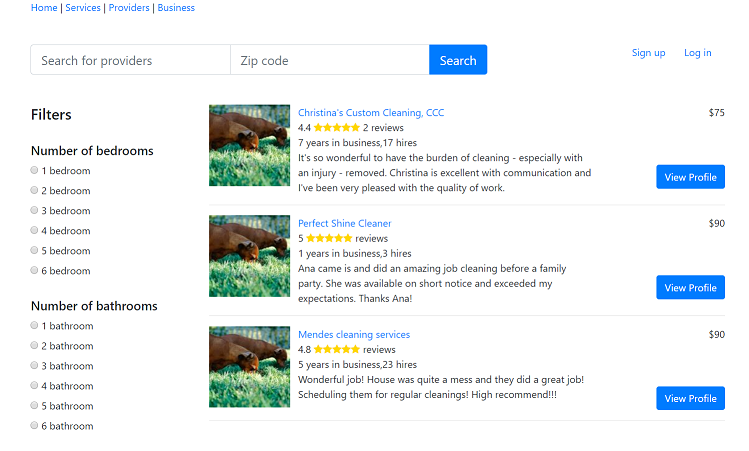 Home | Services | Providers | Business
Search for providers
Zip code
Search
Sign up
Log in
Filters
Number of bedrooms
1 bedroom
2 bedroom
3 bedroom
4 bedroom
5 bedroom
6 bedroom
Number of bathrooms
1 bathroom
2 bathroom
3 bathroom
4 bathroom
5 bathroom
6 bathroom
Christina's Custom Cleaning, CCC
$75
4.4 ★★★★★ 2 reviews
7 years in business,17 hires
It's so wonderful to have the burden of cleaning - especially with
an injury - removed. Christina is excellent with communication and
I've been very pleased with the quality of work.
View Profile
Perfect Shine Cleaner
$90
5 ★★★★★ reviews
1 years in business,3 hires
Ana came is and did an amazing job cleaning before a family
party. She was available on short notice and exceeded my
expectations. Thanks Ana!
View Profile
Mendes cleaning services
$90
4.8 ★★★★★ reviews
5 years in business,23 hires
Wonderful job! House was quite a mess and they did a great job!
Scheduling them for regular cleanings! High recommend!!!
View Profile